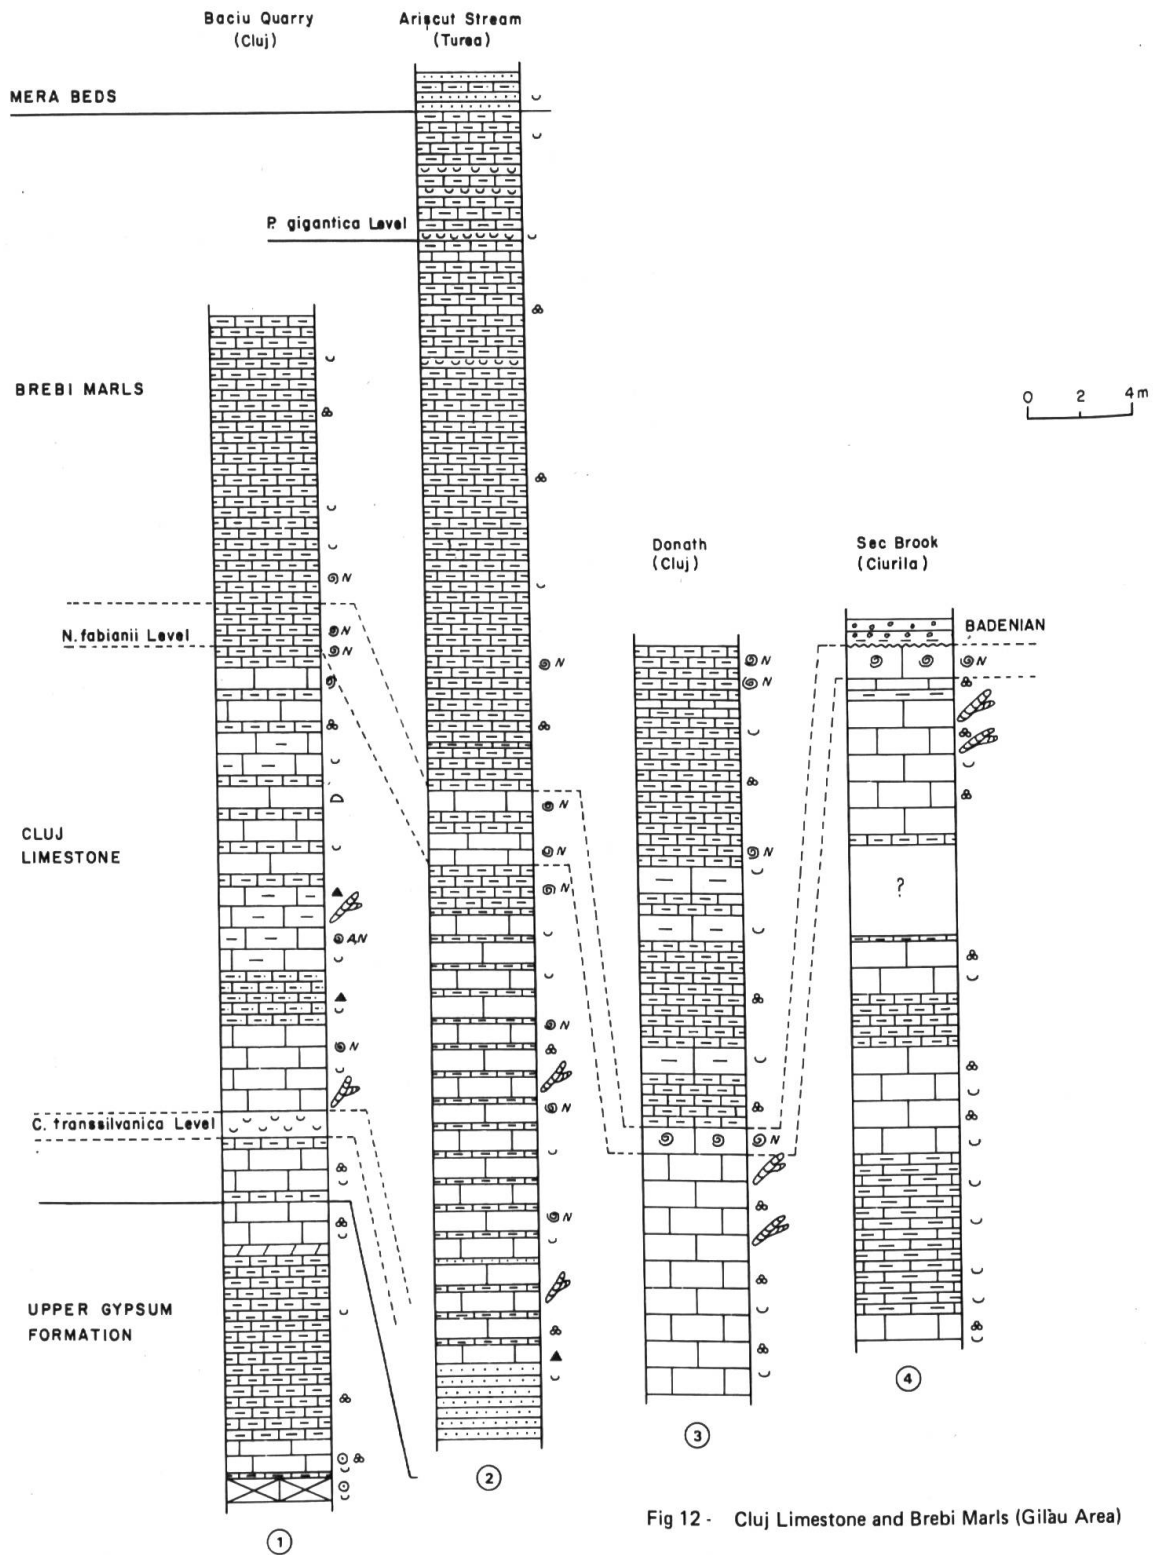 Baciu Quarry
(Cluj)
Ariscut Stream
(Turea)
MERA BEDS
P. gigantica Level
BREBI MARLS
0 2 4 m
Donath
(Cluj)
Sec Brook
(Ciurila)
BADENIAN
N
N. fabianii Level
N
N
N
N
N
N
N
CLUJ
LIMESTONE
N
N
N
?
A,N
N
N
N
C. transsilvanica Level
N
N
UPPER GYPSUM
FORMATION
1
2
3
4
Fig 12 - Cluj Limestone and Brebi Marls (Gilău Area)